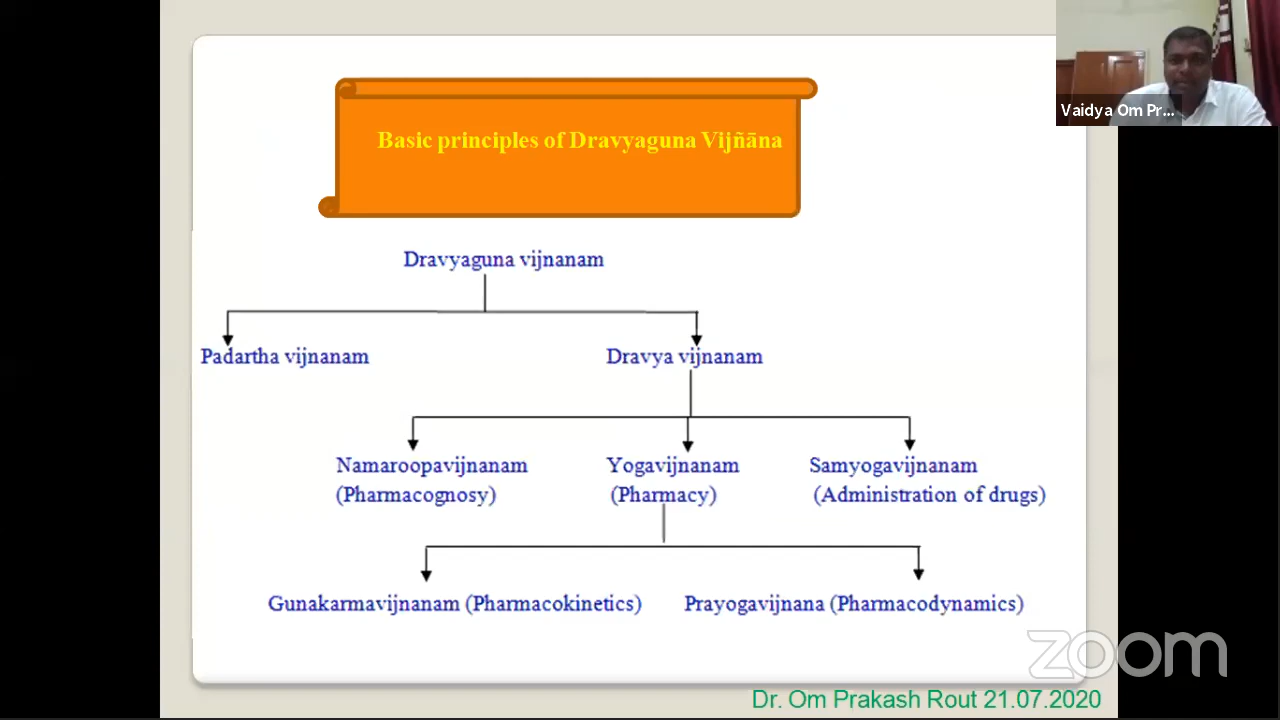 Vaidya Om Pr...
Basic principles of Dravyaguna Vijñāna
Dravyaguna vijnanam
Padartha vijnanam
Dravya vijnanam
Namaroopavijnanam
(Pharmacognosy)
Yogavijnanam
(Pharmacy)
Samyogavijnanam
(Administration of drugs)
Gunakarmavijnanam (Pharmacokinetics)
Prayogavijnana (Pharmacodynamics)
zoom
Dr. Om Prakash Rout 21.07.2020